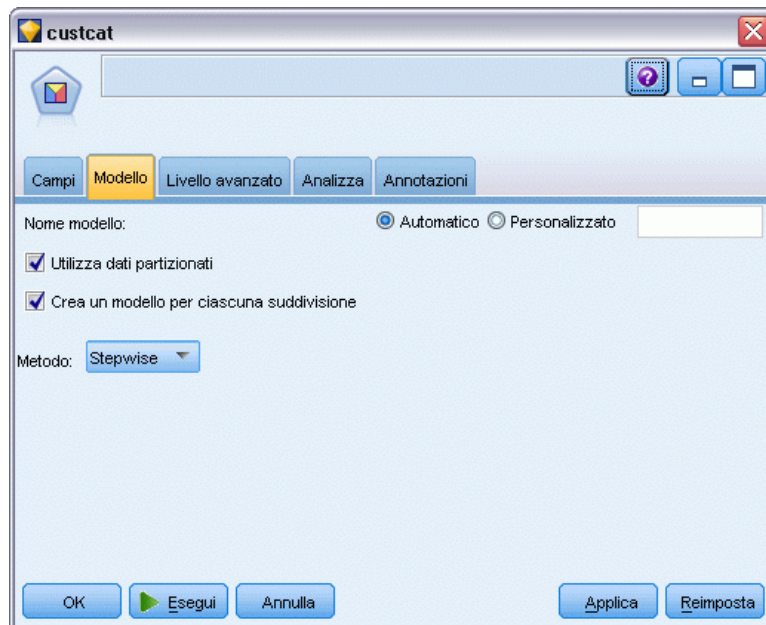 custcat
?
Campi Modello Livello avanzato Analizza Annotazioni
Nome modello: Automatico Personalizzato
Utilizza dati partizionati
Crea un modello per ciascuna suddivisione
Metodo: Stepwise
OK Esegui Annulla Applica Reimposta